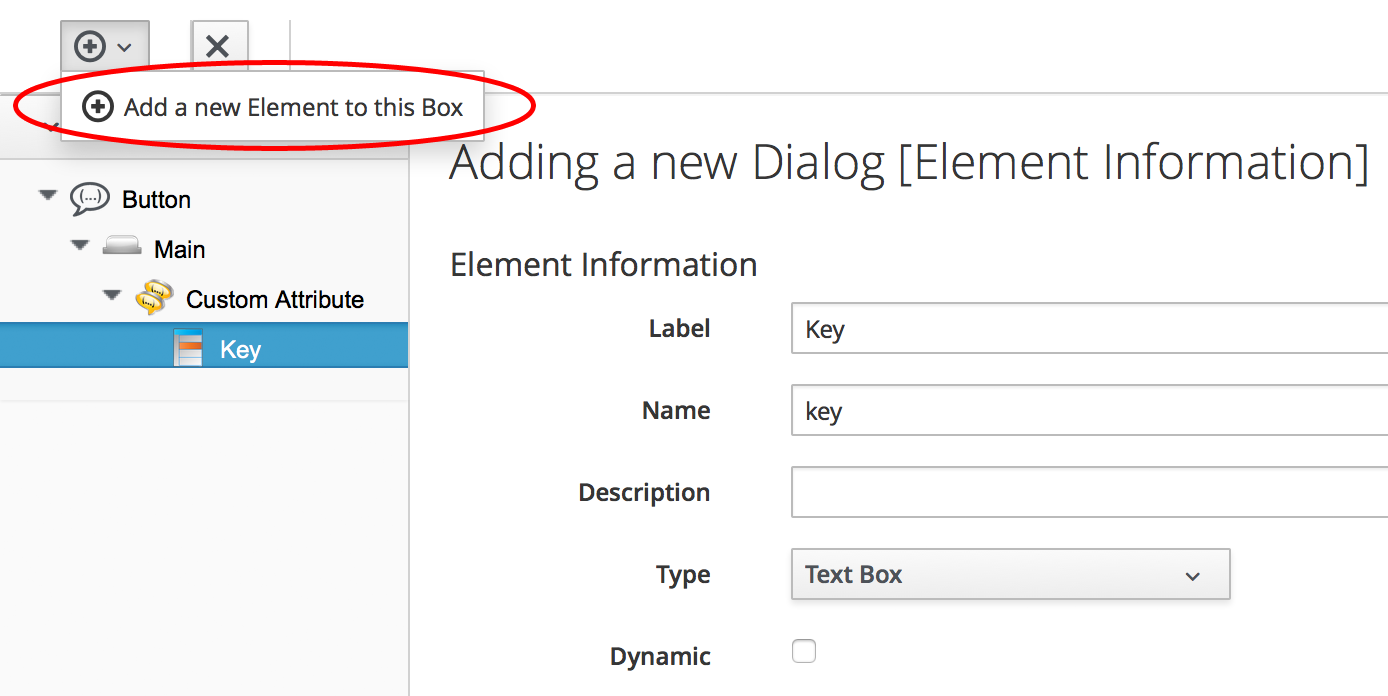 Add a new Element to this Box
Adding a new Dialog [Element Information]
Button
Main
Custom Attribute
Key
Element Information
Label
Key
Name
key
Description
Type
Text Box
Dynamic